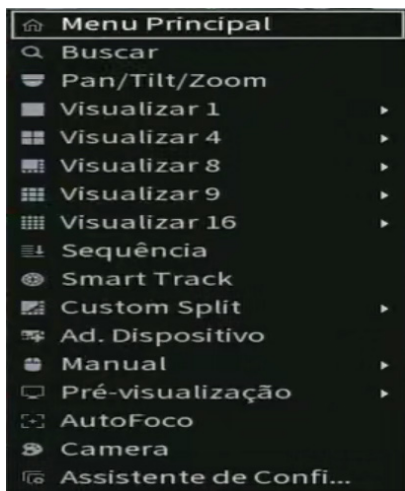 Menu Principal
Buscar
Pan/Tilt/Zoom
Visualizar 1
Visualizar 4
Visualizar 8
Visualizar 9
Visualizar 16
Sequência
Smart Track
Custom Split
Ad. Dispositivo
Manual
Pré-visualização
AutoFoco
Camera
Assistente de Confi...